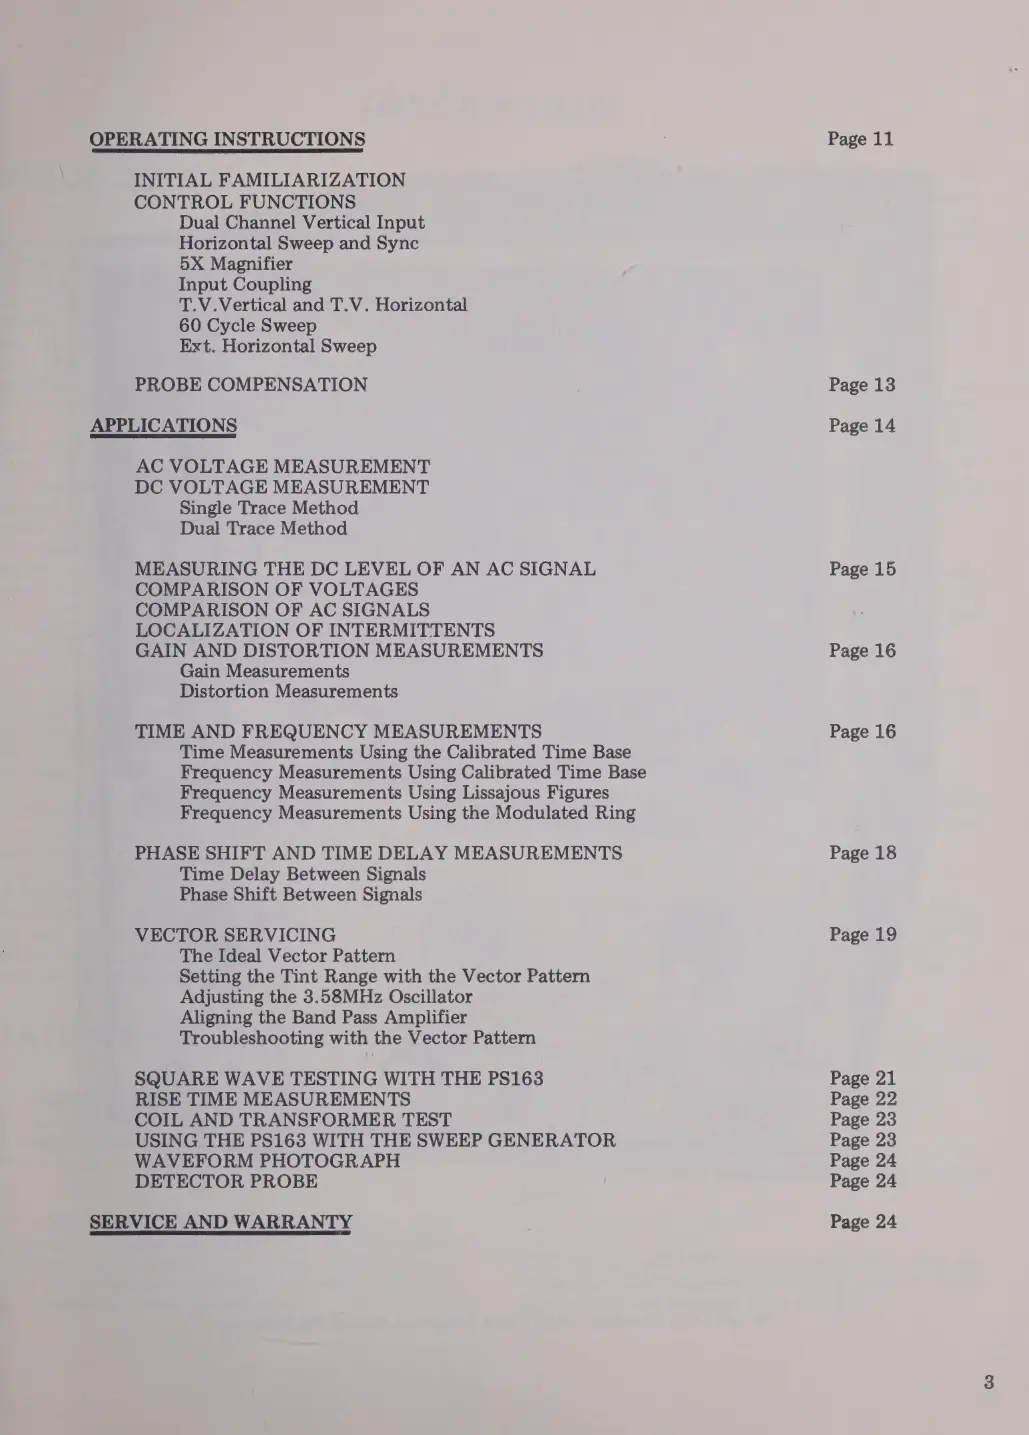 OPERATING INSTRUCTIONS Page 11
INITIAL FAMILIARIZATION
CONTROL FUNCTIONS
Dual Channel Vertical Input
Horizontal Sweep and Sync
5X Magnifier
Input Coupling
T.V.Vertical and T.V. Horizontal
60 Cycle Sweep
Ext. Horizontal Sweep
PROBE COMPENSATION Page 13
APPLICATIONS Page 14
AC VOLTAGE MEASUREMENT
DC VOLTAGE MEASUREMENT
Single Trace Method
Dual Trace Method
MEASURING THE DC LEVEL OF AN AC SIGNAL Page 15
COMPARISON OF VOLTAGES
COMPARISON OF AC SIGNALS
LOCALIZATION OF INTERMITTENTS
GAIN AND DISTORTION MEASUREMENTS Page 16
Gain Measurements
Distortion Measurements
TIME AND FREQUENCY MEASUREMENTS Page 16
Time Measurements Using the Calibrated Time Base
Frequency Measurements Using Calibrated Time Base
Frequency Measurements Using Lissajous Figures
Frequency Measurements Using the Modulated Ring
PHASE SHIFT AND TIME DELAY MEASUREMENTS Page 18
Time Delay Between Signals
Phase Shift Between Signals
VECTOR SERVICING Page 19
The Ideal Vector Pattern
Setting the Tint Range with the Vector Pattern
Adjusting the 3.58MHz Oscillator
Aligning the Band Pass Amplifier
Troubleshooting with the Vector Pattern
SQUARE WAVE TESTING WITH THE PS163 Page 21
RISE TIME MEASUREMENTS Page 22
COIL AND TRANSFORMER TEST Page 23
USING THE PS163 WITH THE SWEEP GENERATOR Page 23
WAVEFORM PHOTOGRAPH Page 24
DETECTOR PROBE Page 24
SERVICE AND WARRANTY Page 24
3